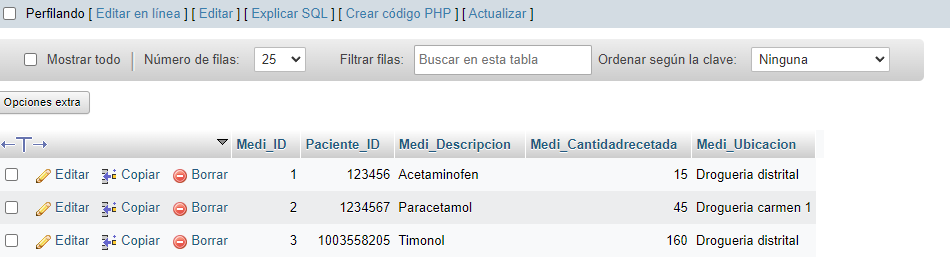 Perfilando [ Editar en línea ] [ Editar ] [ Explicar SQL ] [ Crear código PHP ] [ Actualizar ]
Mostrar todo | Número de filas: 25 Filtrar filas: Buscar en esta tabla Ordenar según la clave: Ninguna
Opciones extra
←T→ Medi_ID Paciente_ID Medi_Descripcion Medi_Cantidadrecetada Medi_Ubicacion
Editar Copiar Borrar 1 123456 Acetaminofen 15 Drogueria distrital
Editar Copiar Borrar 2 1234567 Paracetamol 45 Drogueria carmen 1
Editar Copiar Borrar 3 1003558205 Timonol 160 Drogueria distrital